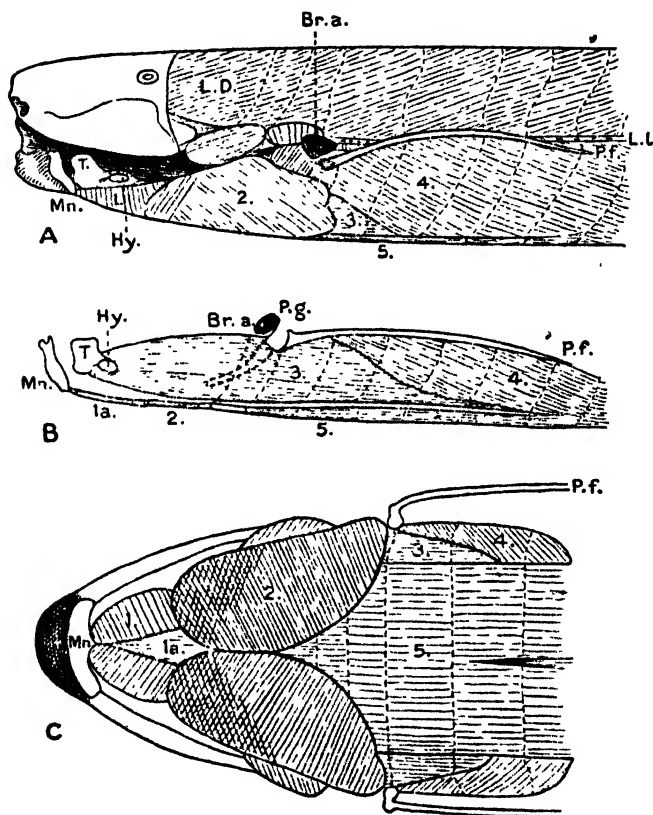 Br.a.
L.D.
L.l
P.f.
T.
4.
2.
Mn.
L
3.
A
Hy.
5.
Hy.
Br.a.
P.g.
T
P.f.
3.
Mn.
4.
1a.
2.
B
5.
P.f.
3.
4.
2.
1
Mn
1a.
5.
C